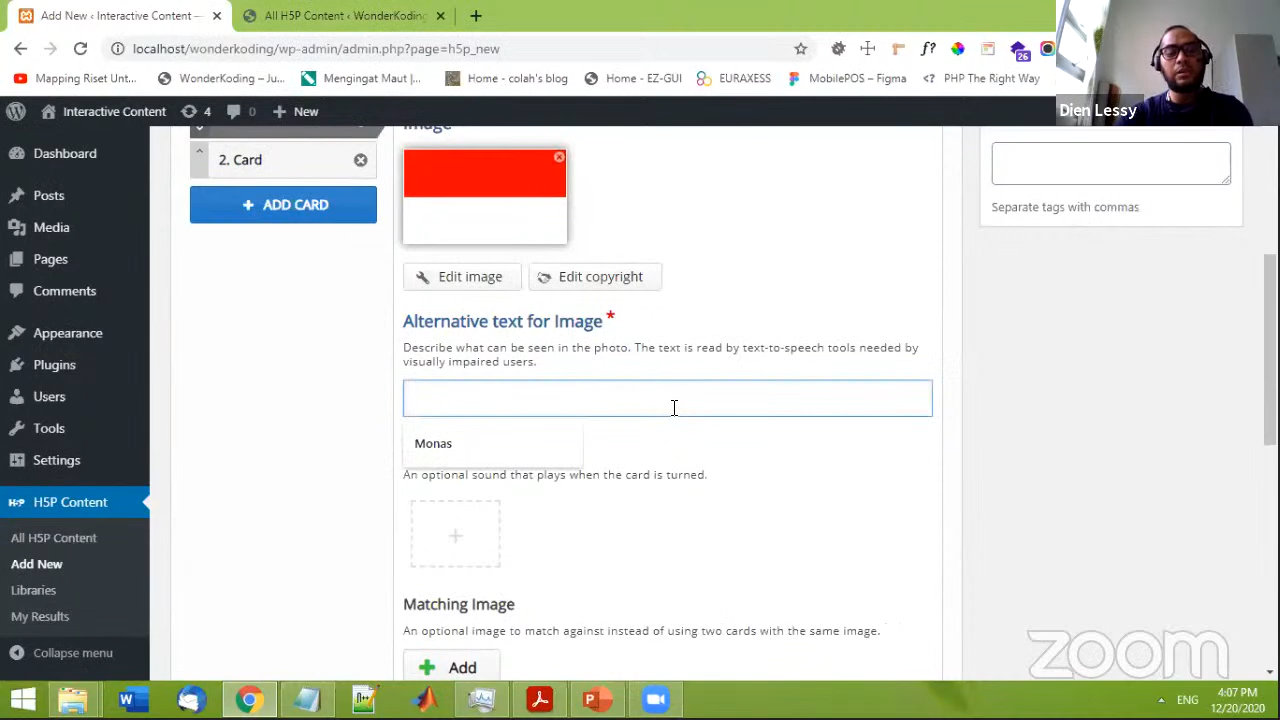 Add New ‹ Interactive Content —
All H5P Content ‹ WonderKoding
localhost/wonderkoding/wp-admin/admin.php?page=h5p_new
f?
26
Mapping Riset Unt...
WonderKoding – Ju...
Mengingat Maut |...
Home - colah's blog
Home - EZ-GUI
EURAXESS
MobilePOS – Figma
PHP The Right Way
Dien Lessy
Interactive Content
4
0
New
Dashboard
Posts
Media
Pages
Comments
Appearance
Plugins
Users
Tools
Settings
H5P Content
All H5P Content
Add New
Libraries
My Results
Collapse menu
2. Card
ADD CARD
Image
Edit image
Edit copyright
Alternative text for Image *
Describe what can be seen in the photo. The text is read by text-to-speech tools needed by
visually impaired users.
Monas
An optional sound that plays when the card is turned.
Matching Image
An optional image to match against instead of using two cards with the same image.
Add
Separate tags with commas
zoom
ENG
4:07 PM
12/20/2020